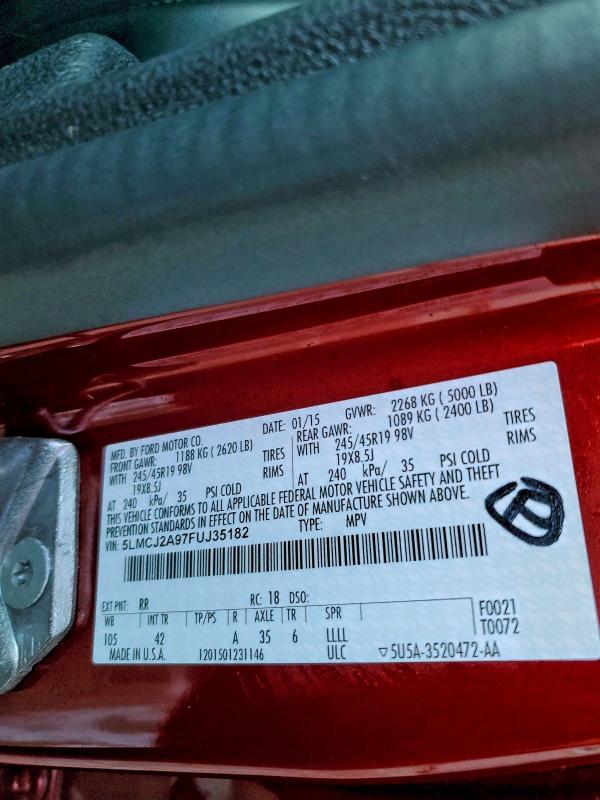 MFD. BY FORD MOTOR CO. DATE: 01/15 GVWR: 2268 KG ( 5000 LB)
FRONT GAWR: 1188 KG ( 2620 LB) REAR GAWR: 1089 KG ( 2400 LB)
WITH 245/45R19 98V TIRES WITH 245/45R19 98V TIRES
19X8.5J RIMS 19X8.5J RIMS
AT 240 kPa/ 35 PSI COLD AT 240 kPa/ 35 PSI COLD
THIS VEHICLE CONFORMS TO ALL APPLICABLE FEDERAL MOTOR VEHICLE SAFETY AND THEFT
PREVENTION STANDARDS IN EFFECT ON THE DATE OF MANUFACTURE SHOWN ABOVE.
VIN: 5LMCJ2A97FUJ35182 TYPE: MPV
EXT PNT: RR RC: 18 DSO:
WB INT TR TP/PS R AXLE TR SPR F0021
105 42 A 35 6 LLLL T0072
MADE IN U.S.A. 1201501231146 ULC ▽5U5A-3520472-AA